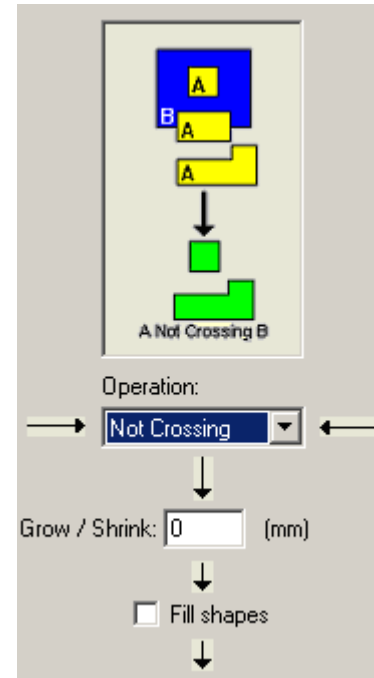 A
B
A
A
A Not Crossing B
Operation:
Not Crossing
Grow / Shrink: 0 (mm)
Fill shapes